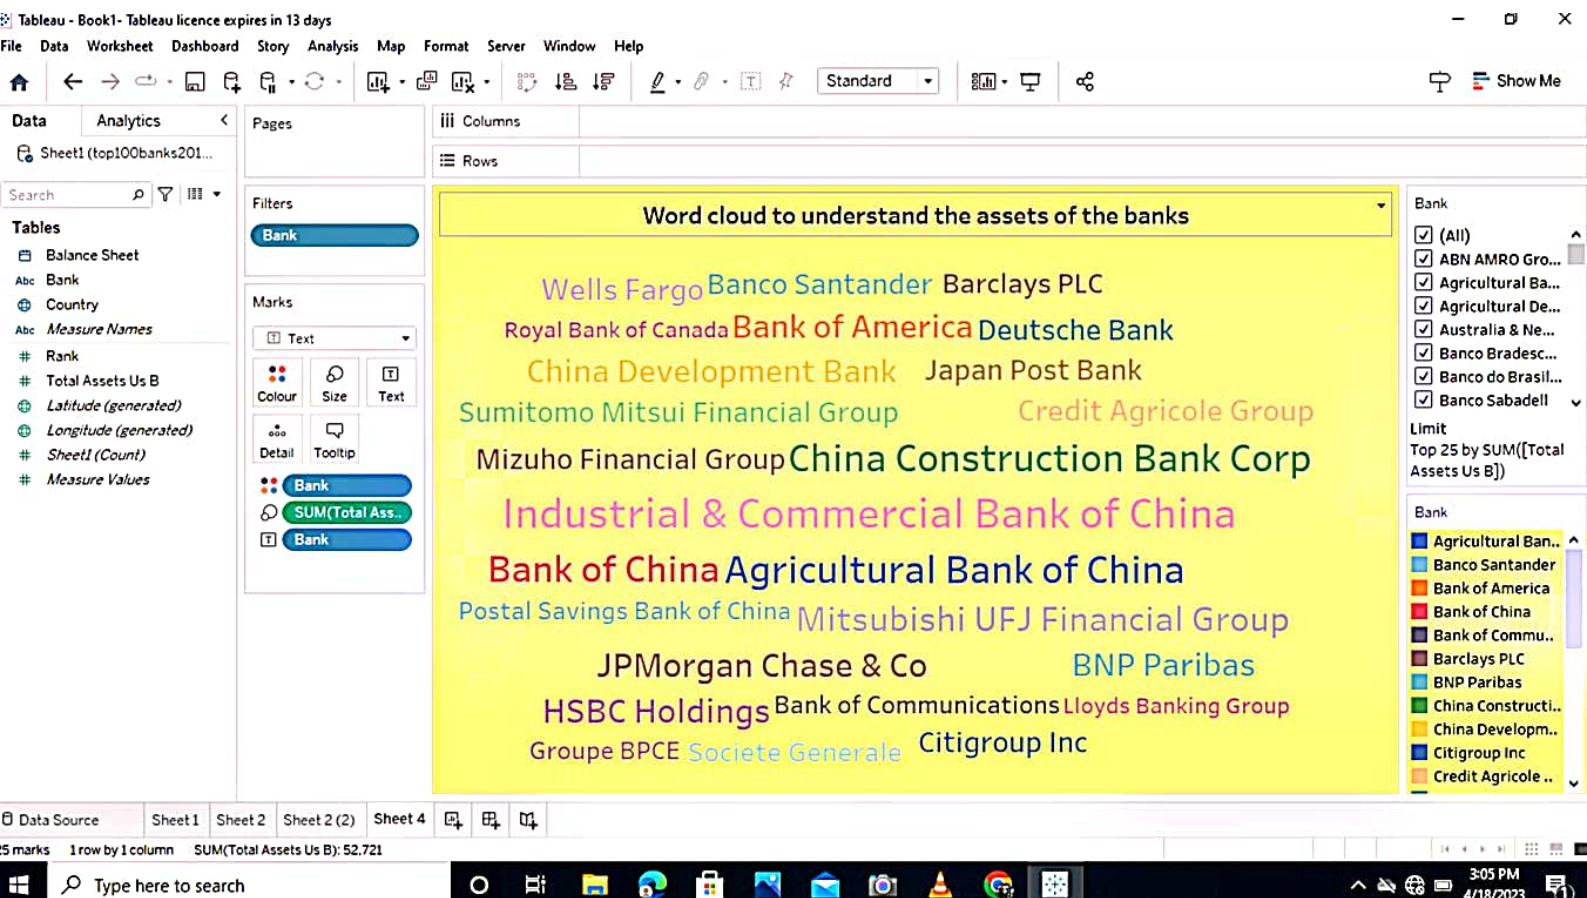 Tableau - Book1- Tableau licence expires in 13 days
File Data Worksheet Dashboard Story Analysis Map Format Server Window Help
Standard
Show Me
Data Analytics
Sheet1 (top100banks201...
Search
Tables
Balance Sheet
Abc Bank
Country
Abc Measure Names
# Rank
# Total Assets Us B
Latitude (generated)
Longitude (generated)
# Sheet1 (Count)
# Measure Values
Pages
Filters
Bank
Marks
Text
Colour Size Text
Detail Tooltip
Bank
SUM(Total Ass..
Bank
Columns
Rows
Word cloud to understand the assets of the banks
Wells Fargo Banco Santander Barclays PLC
Royal Bank of Canada Bank of America Deutsche Bank
China Development Bank Japan Post Bank
Sumitomo Mitsui Financial Group Credit Agricole Group
Mizuho Financial Group China Construction Bank Corp
Industrial & Commercial Bank of China
Bank of China Agricultural Bank of China
Postal Savings Bank of China Mitsubishi UFJ Financial Group
JPMorgan Chase & Co BNP Paribas
HSBC Holdings Bank of Communications Lloyds Banking Group
Groupe BPCE Societe Generale Citigroup Inc
Bank
(All)
ABN AMRO Gro...
Agricultural Ba...
Agricultural De...
Australia & Ne...
Banco Bradesc...
Banco do Brasil...
Banco Sabadell
Limit
Top 25 by SUM([Total
Assets Us B])
Bank
Agricultural Ban..
Banco Santander
Bank of America
Bank of China
Bank of Commu..
Barclays PLC
BNP Paribas
China Constructi..
China Developm..
Citigroup Inc
Credit Agricole ..
Data Source Sheet 1 Sheet 2 Sheet 2 (2) Sheet 4
25 marks 1 row by 1 column SUM(Total Assets Us B): 52,721
Type here to search
3:05 PM
4/18/2023